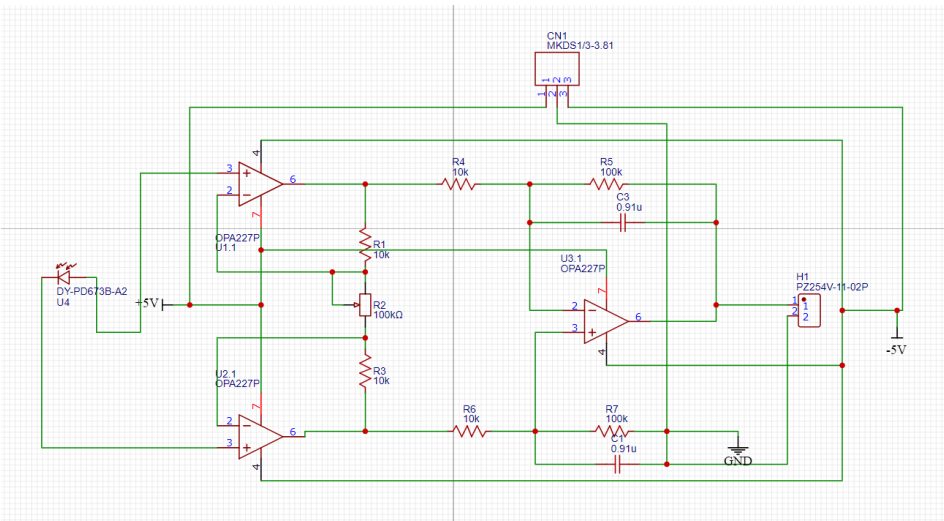 CN1
MKDS1/3-3.81
1 2 3
1 2 3
4
3
2
6
7
OPA227P
U1.1
R4
10k
R5
100k
C3
0.91u
R1
10k
U3.1
OPA227P
7
2
3
6
4
H1
PZ254V-11-02P
1
2
1
2
DY-PD673B-A2
U4
+5V
R2
100kΩ
-5V
U2.1
OPA227P
7
2
3
6
4
R3
10k
R6
10k
R7
100k
C1
0.91u
GND